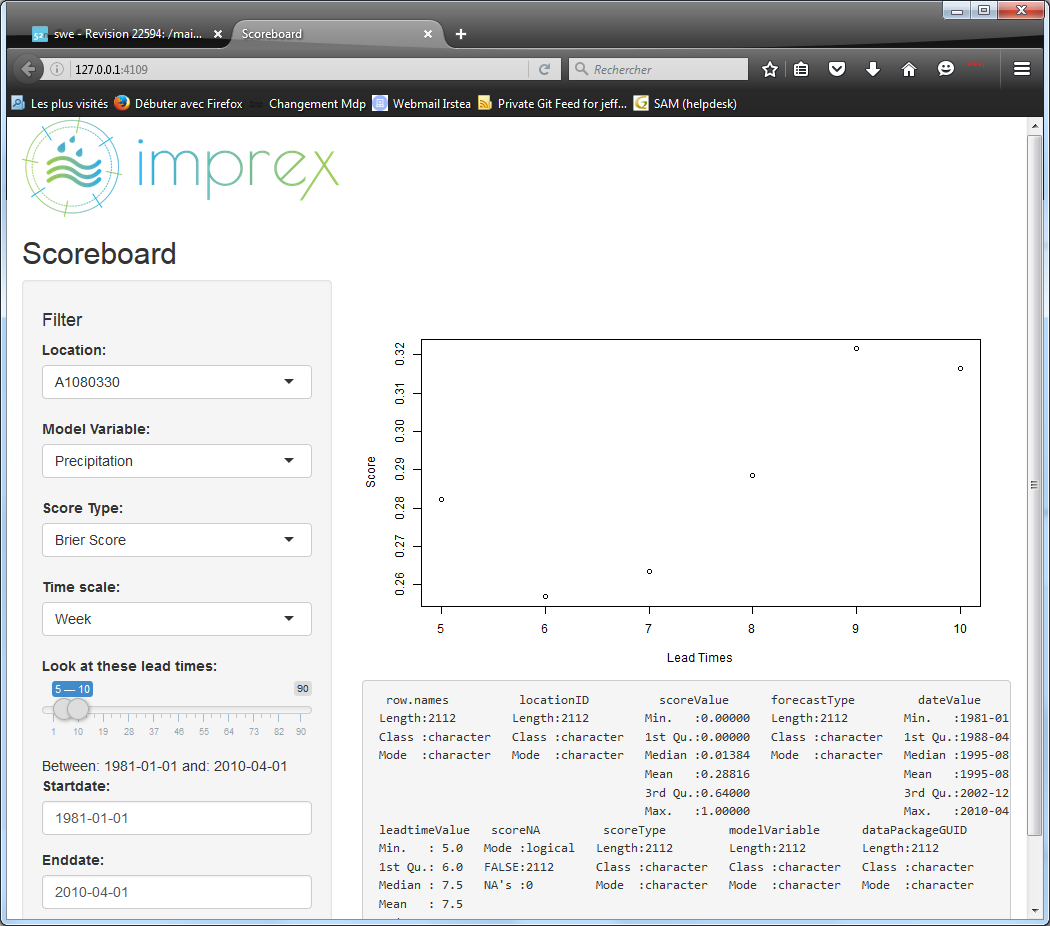 swe - Revision 22594: /mai...
Scoreboard
127.0.0.1:4109
Rechercher
Les plus visités
Débuter avec Firefox
Changement Mdp
Webmail Irstea
Private Git Feed for jeff...
SAM (helpdesk)
imprex
Scoreboard
Filter
Location:
A1080330
Model Variable:
Precipitation
Score Type:
Brier Score
Time scale:
Week
Look at these lead times:
5 — 10
90
1 10 19 28 37 46 55 64 73 82 90
Between: 1981-01-01 and: 2010-04-01
Startdate:
1981-01-01
Enddate:
2010-04-01
Score
0.32
0.31
0.30
0.29
0.28
0.27
0.26
5 6 7 8 9 10
Lead Times
row.names locationID scoreValue forecastType dateValue
Length:2112 Length:2112 Min. :0.00000 Length:2112 Min. :1981-01
Class :character Class :character 1st Qu.:0.00000 Class :character 1st Qu.:1988-04
Mode :character Mode :character Median :0.01384 Mode :character Median :1995-08
Mean :0.28816 Mean :1995-08
3rd Qu.:0.64000 3rd Qu.:2002-12
Max. :1.00000 Max. :2010-04
leadtimeValue scoreNA scoreType modelVariable dataPackageGUID
Min. : 5.0 Mode :logical Length:2112 Length:2112 Length:2112
1st Qu.: 6.0 FALSE:2112 Class :character Class :character Class :character
Median : 7.5 NA's :0 Mode :character Mode :character Mode :character
Mean : 7.5